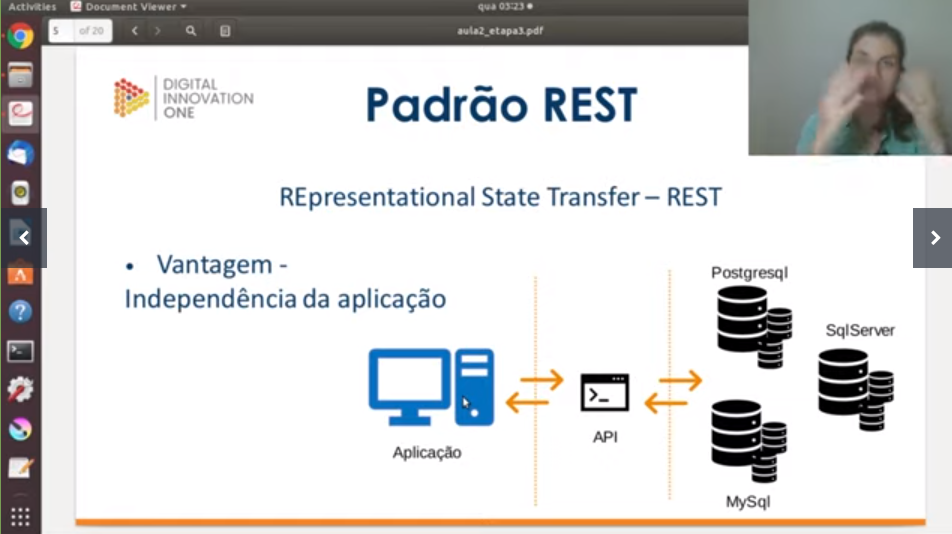 Activities
Document Viewer
qua 03:23
5
of 20
aula2_etapa3.pdf
DIGITAL
INNOVATION
ONE
Padrão REST
REpresentational State Transfer – REST
• Vantagem -
Independência da aplicação
Postgresql
SqlServer
Aplicação
API
MySql